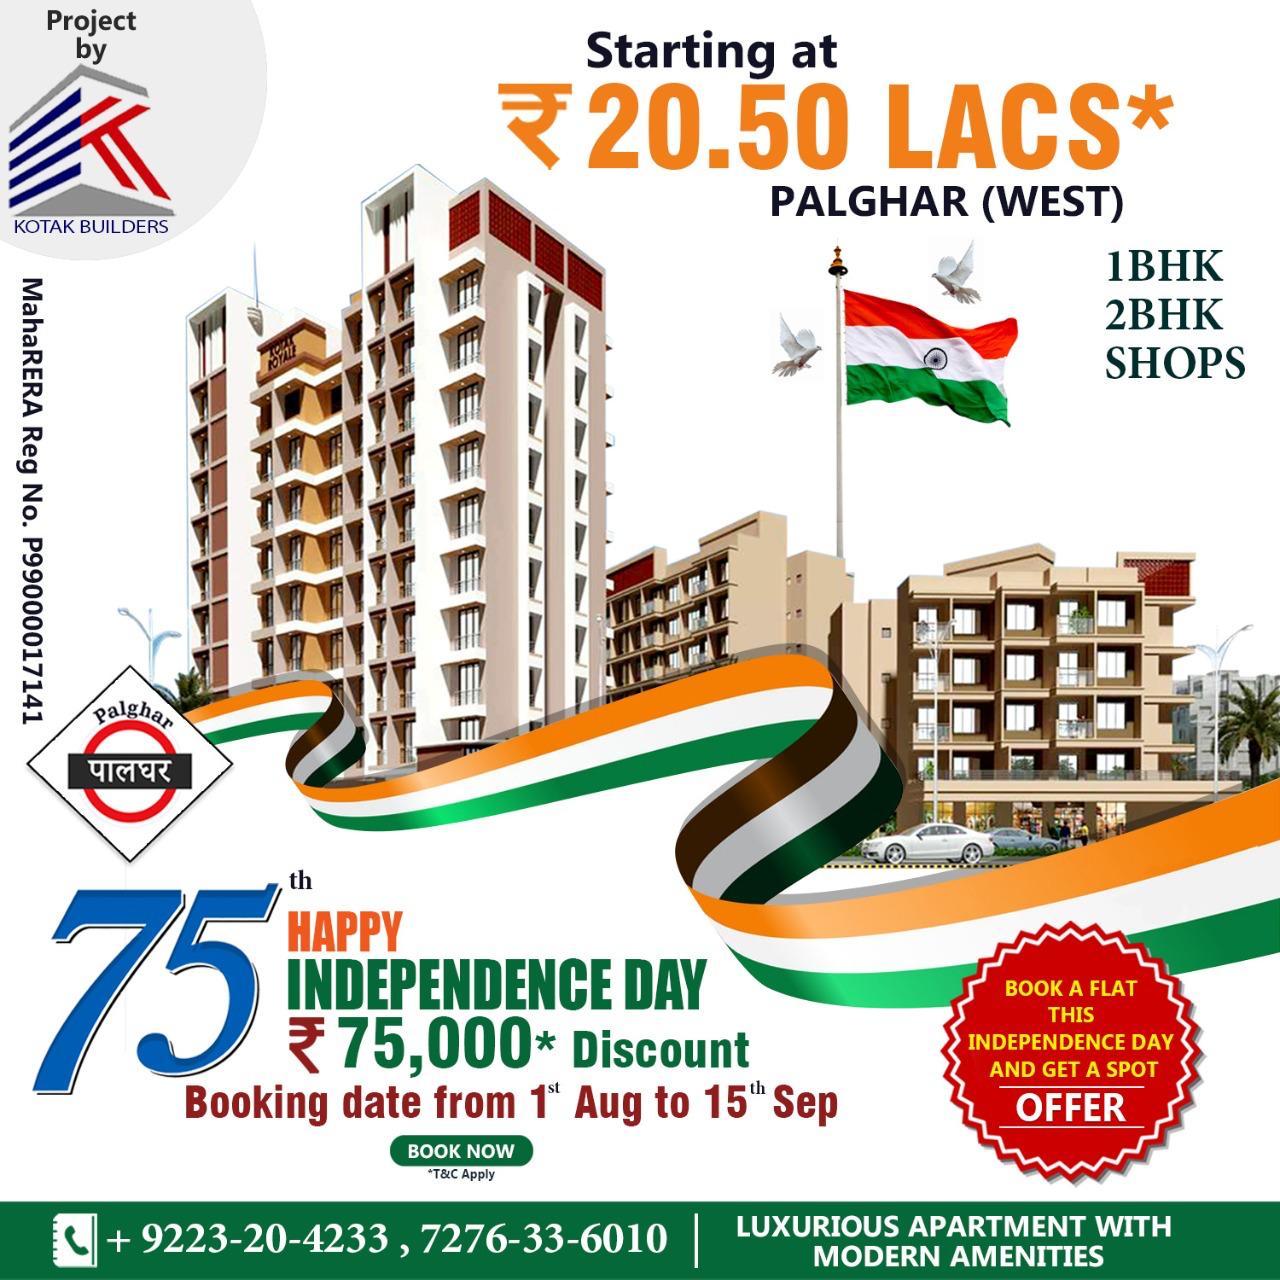 Project
by
KOTAK BUILDERS
Starting at
₹ 20.50 LACS*
PALGHAR (WEST)
1BHK
2BHK
SHOPS
MahaRERA Reg No. P99000017141
KOTAK
ROYALE
Palghar
पालघर
75th
HAPPY
INDEPENDENCE DAY
₹ 75,000* Discount
Booking date from 1st Aug to 15th Sep
BOOK NOW
*T&C Apply
BOOK A FLAT
THIS
INDEPENDENCE DAY
AND GET A SPOT
OFFER
+ 9223-20-4233 , 7276-33-6010
LUXURIOUS APARTMENT WITH
MODERN AMENITIES